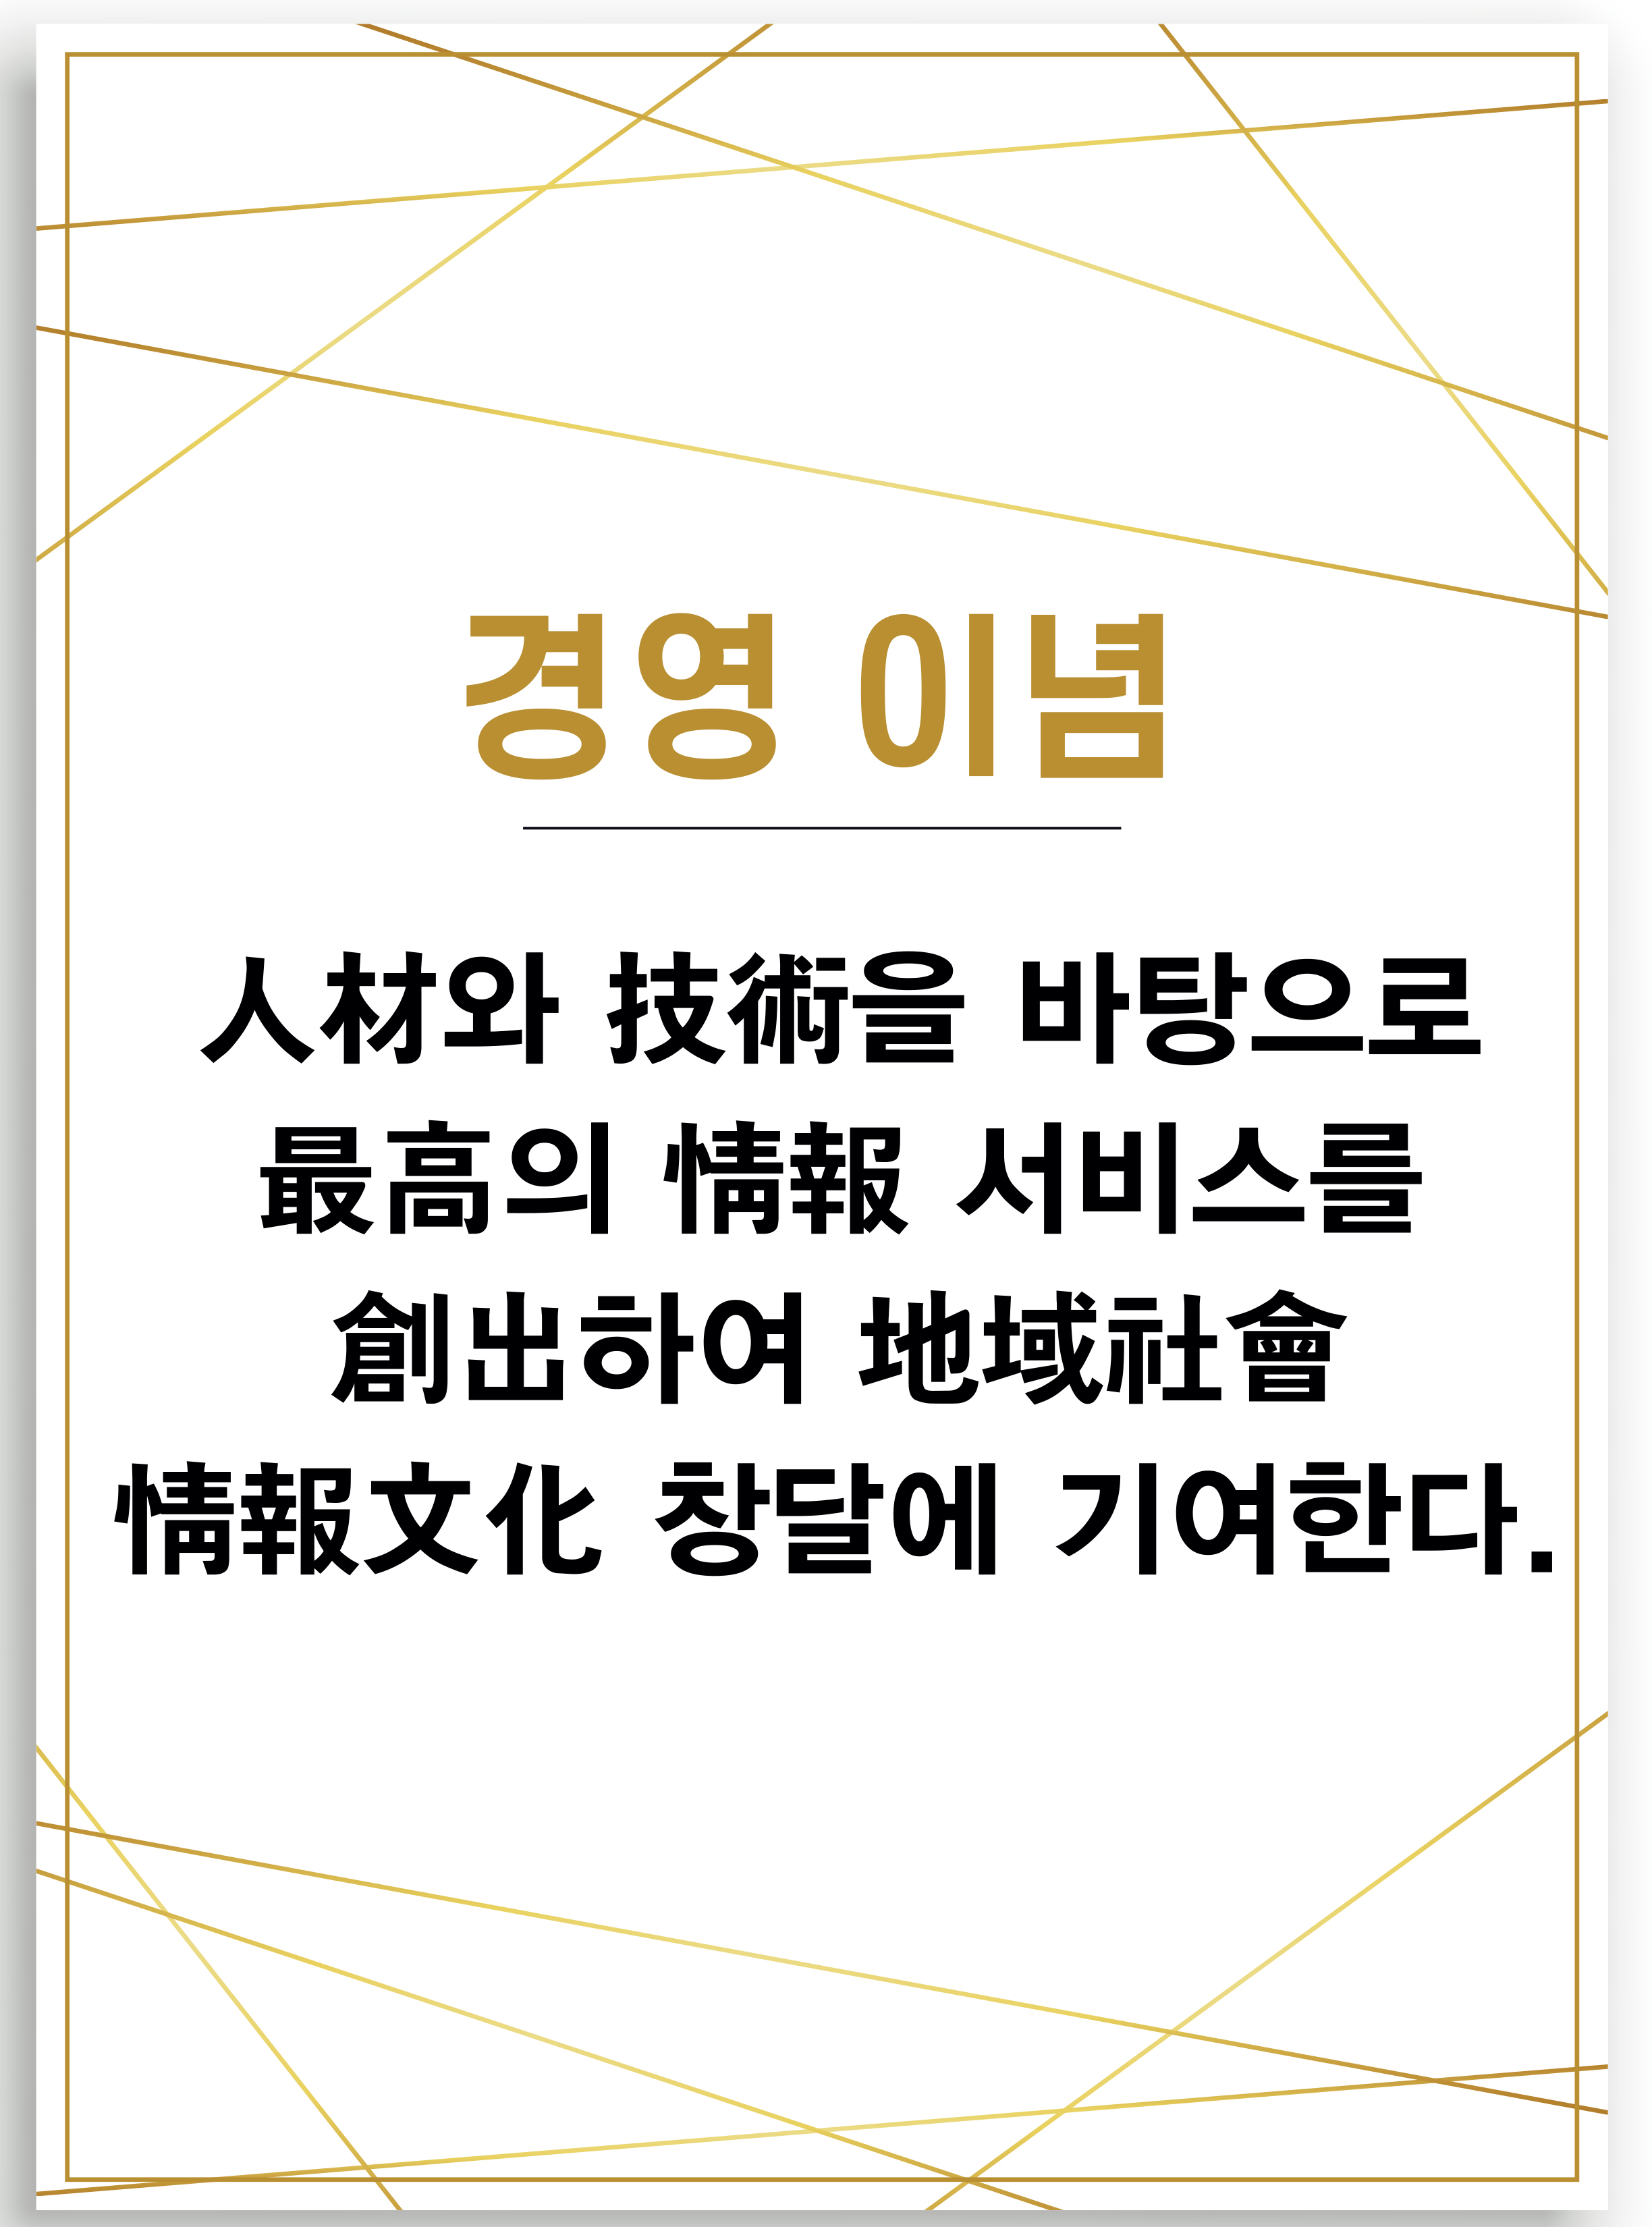 경영 이념
人材와 技術을 바탕으로
最高의 情報 서비스를
創出하여 地域社會
情報文化 창달에 기여한다.